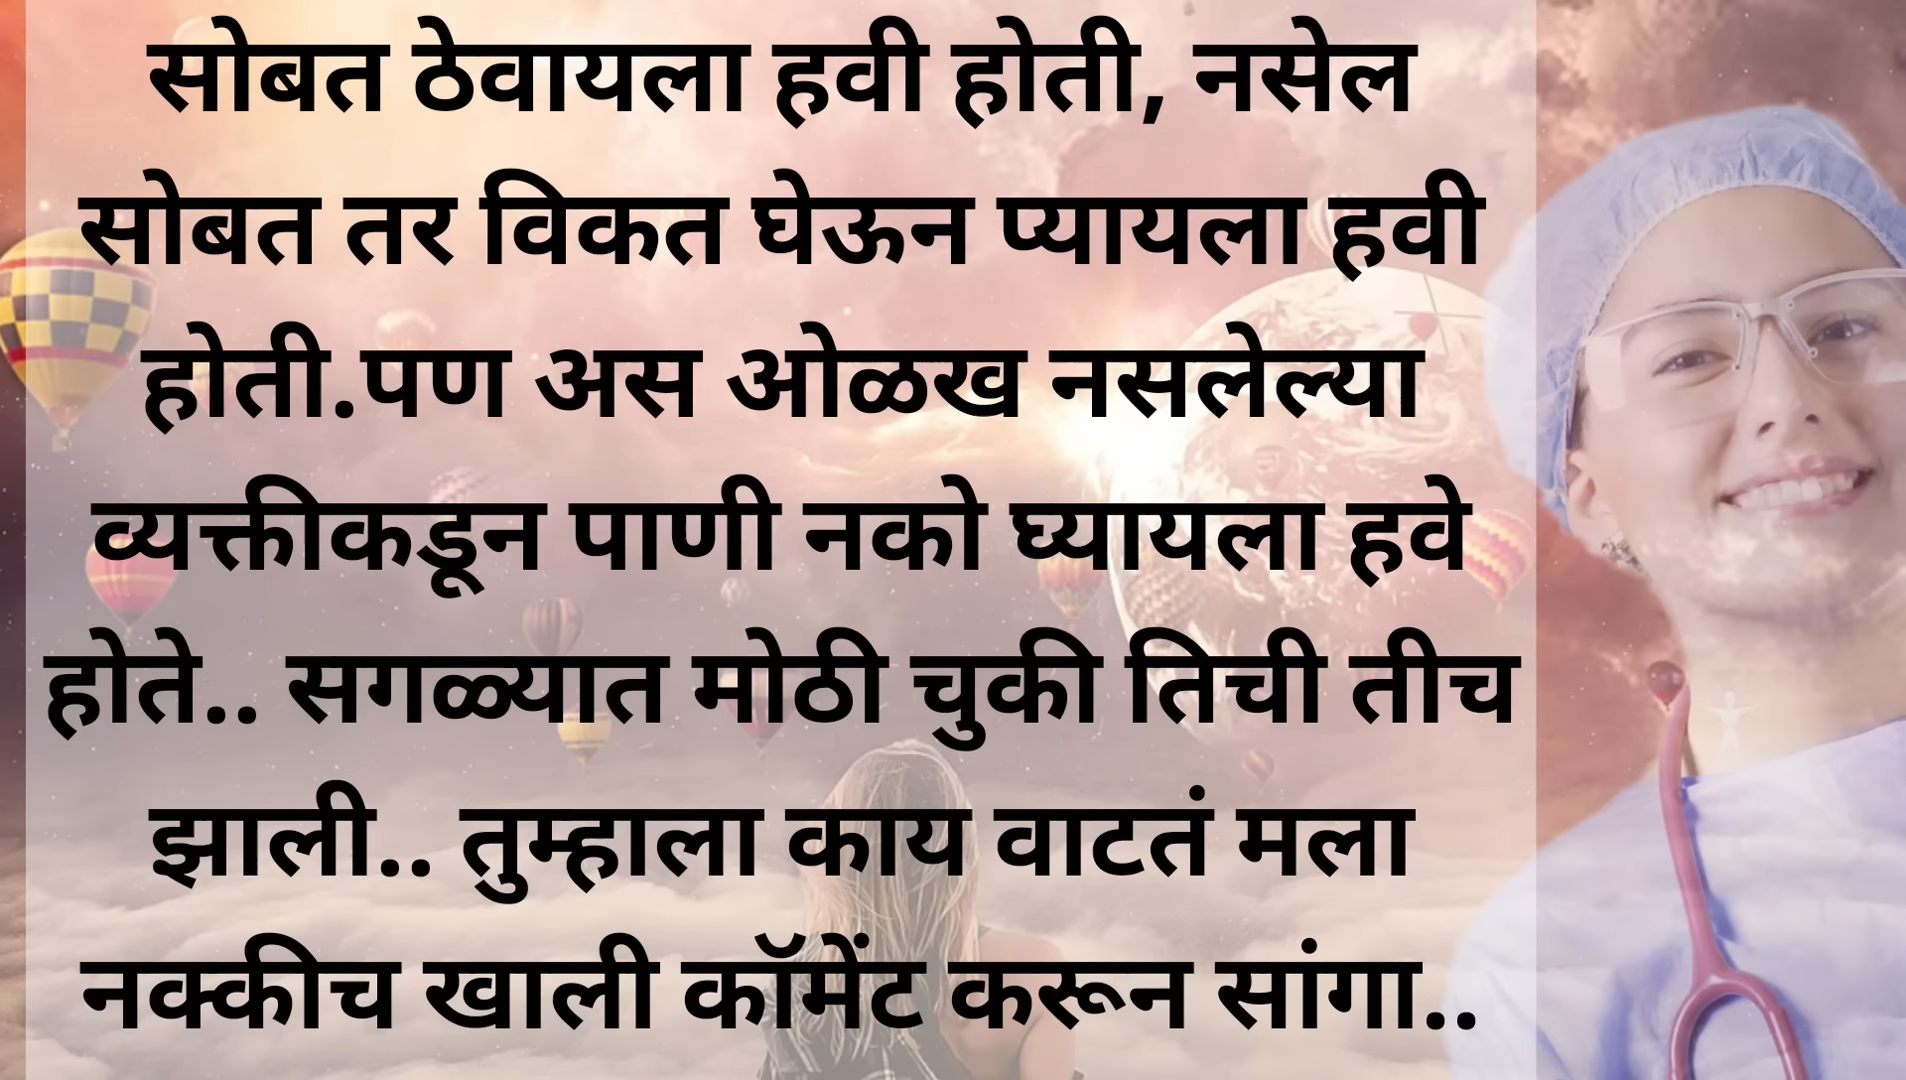 सोबत ठेवायला हवी होती, नसेल
सोबत तर विकत घेऊन प्यायला हवी
होती.पण अस ओळख नसलेल्या
व्यक्तीकडून पाणी नको घ्यायला हवे
होते.. सगळ्यात मोठी चुकी तिची तीच
झाली.. तुम्हाला काय वाटतं मला
नक्कीच खाली कॉमेंट करून सांगा..